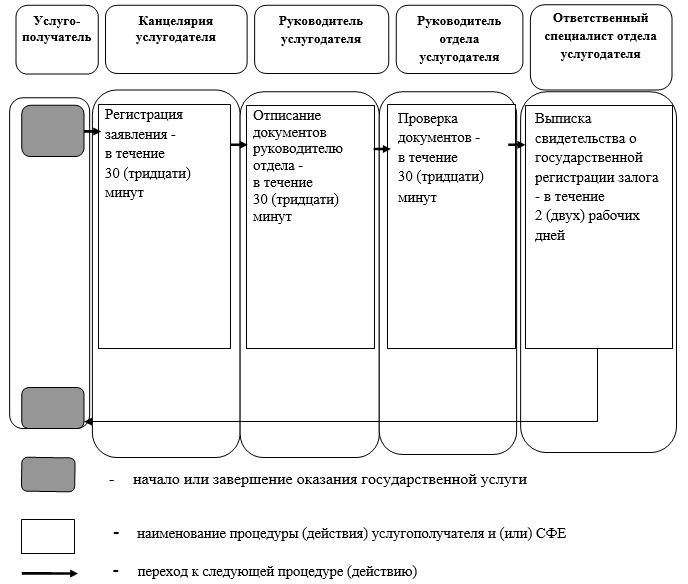 Услуго-
получатель
Канцелярия
услугодателя
Руководитель
услугодателя
Руководитель
отдела
услугодателя
Ответственный
специалист отдела
услугодателя
Регистрация
заявления -
в течение
30 (тридцати)
минут
Отписание
документов
руководителю
отдела -
в течение
30 (тридцати)
минут
Проверка
документов -
в течение
30 (тридцати)
минут
Выписка
свидетельства о
государственной
регистрации залога
- в течение
2 (двух) рабочих
дней
- начало или завершение оказания государственной услуги
- наименование процедуры (действия) услугополучателя и (или) СФЕ
- переход к следующей процедуре (действию)